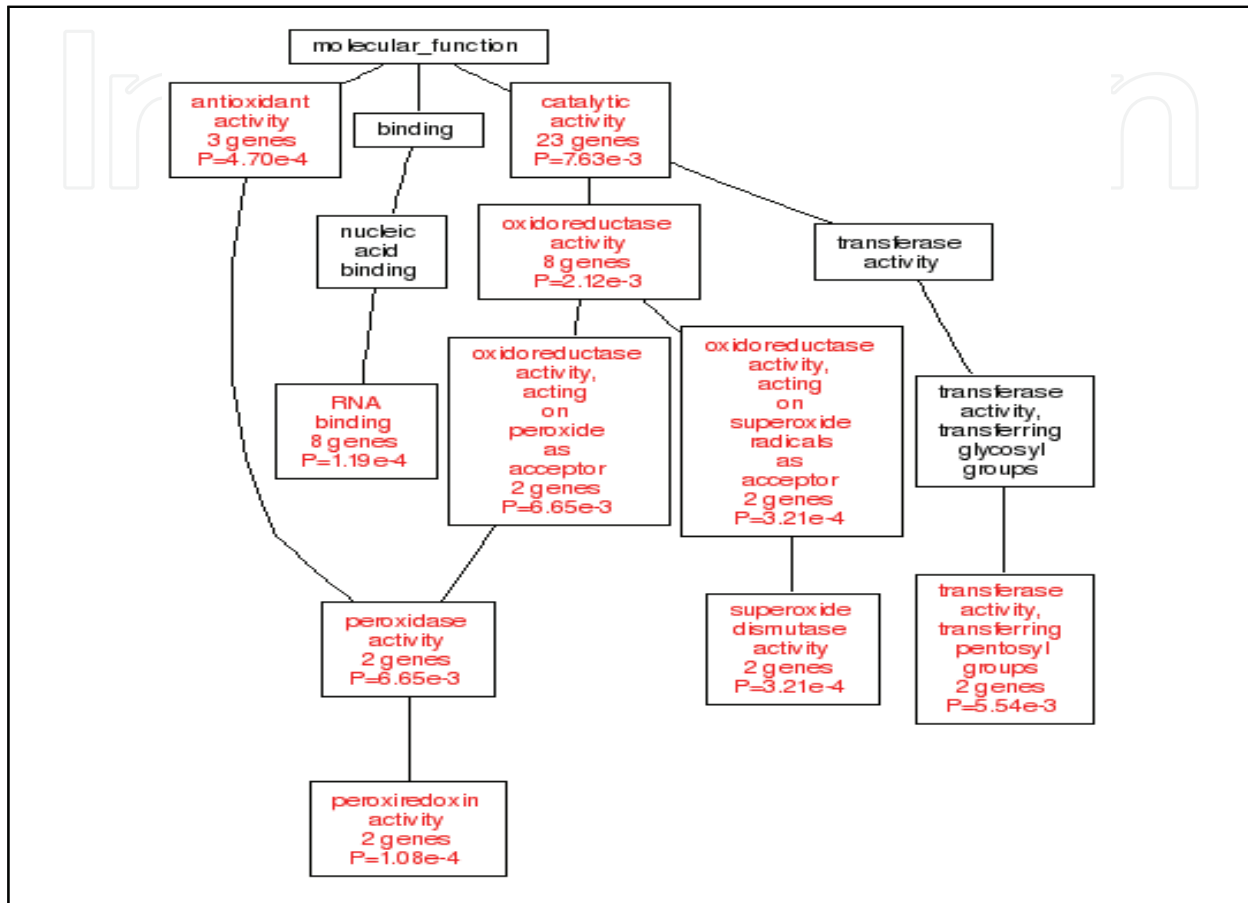 molecular_function
antioxidant
activity
3 genes
P=4.70e-4
binding
catalytic
activity
23 genes
P=7.63e-3
nucleic
acid
binding
oxidoreductase
activity
8 genes
P=2.12e-3
transferase
activity
RNA
binding
8 genes
P=1.19e-4
oxidoreductase
activity,
acting
on
peroxide
as
acceptor
2 genes
P=6.65e-3
oxidoreductase
activity,
acting
on
superoxide
radicals
as
acceptor
2 genes
P=3.21e-4
transferase
activity,
transferring
glycosyl
groups
peroxidase
activity
2 genes
P=6.65e-3
superoxide
dismutase
activity
2 genes
P=3.21e-4
transferase
activity,
transferring
pentosyl
groups
2 genes
P=5.54e-3
peroxiredoxin
activity
2 genes
P=1.08e-4